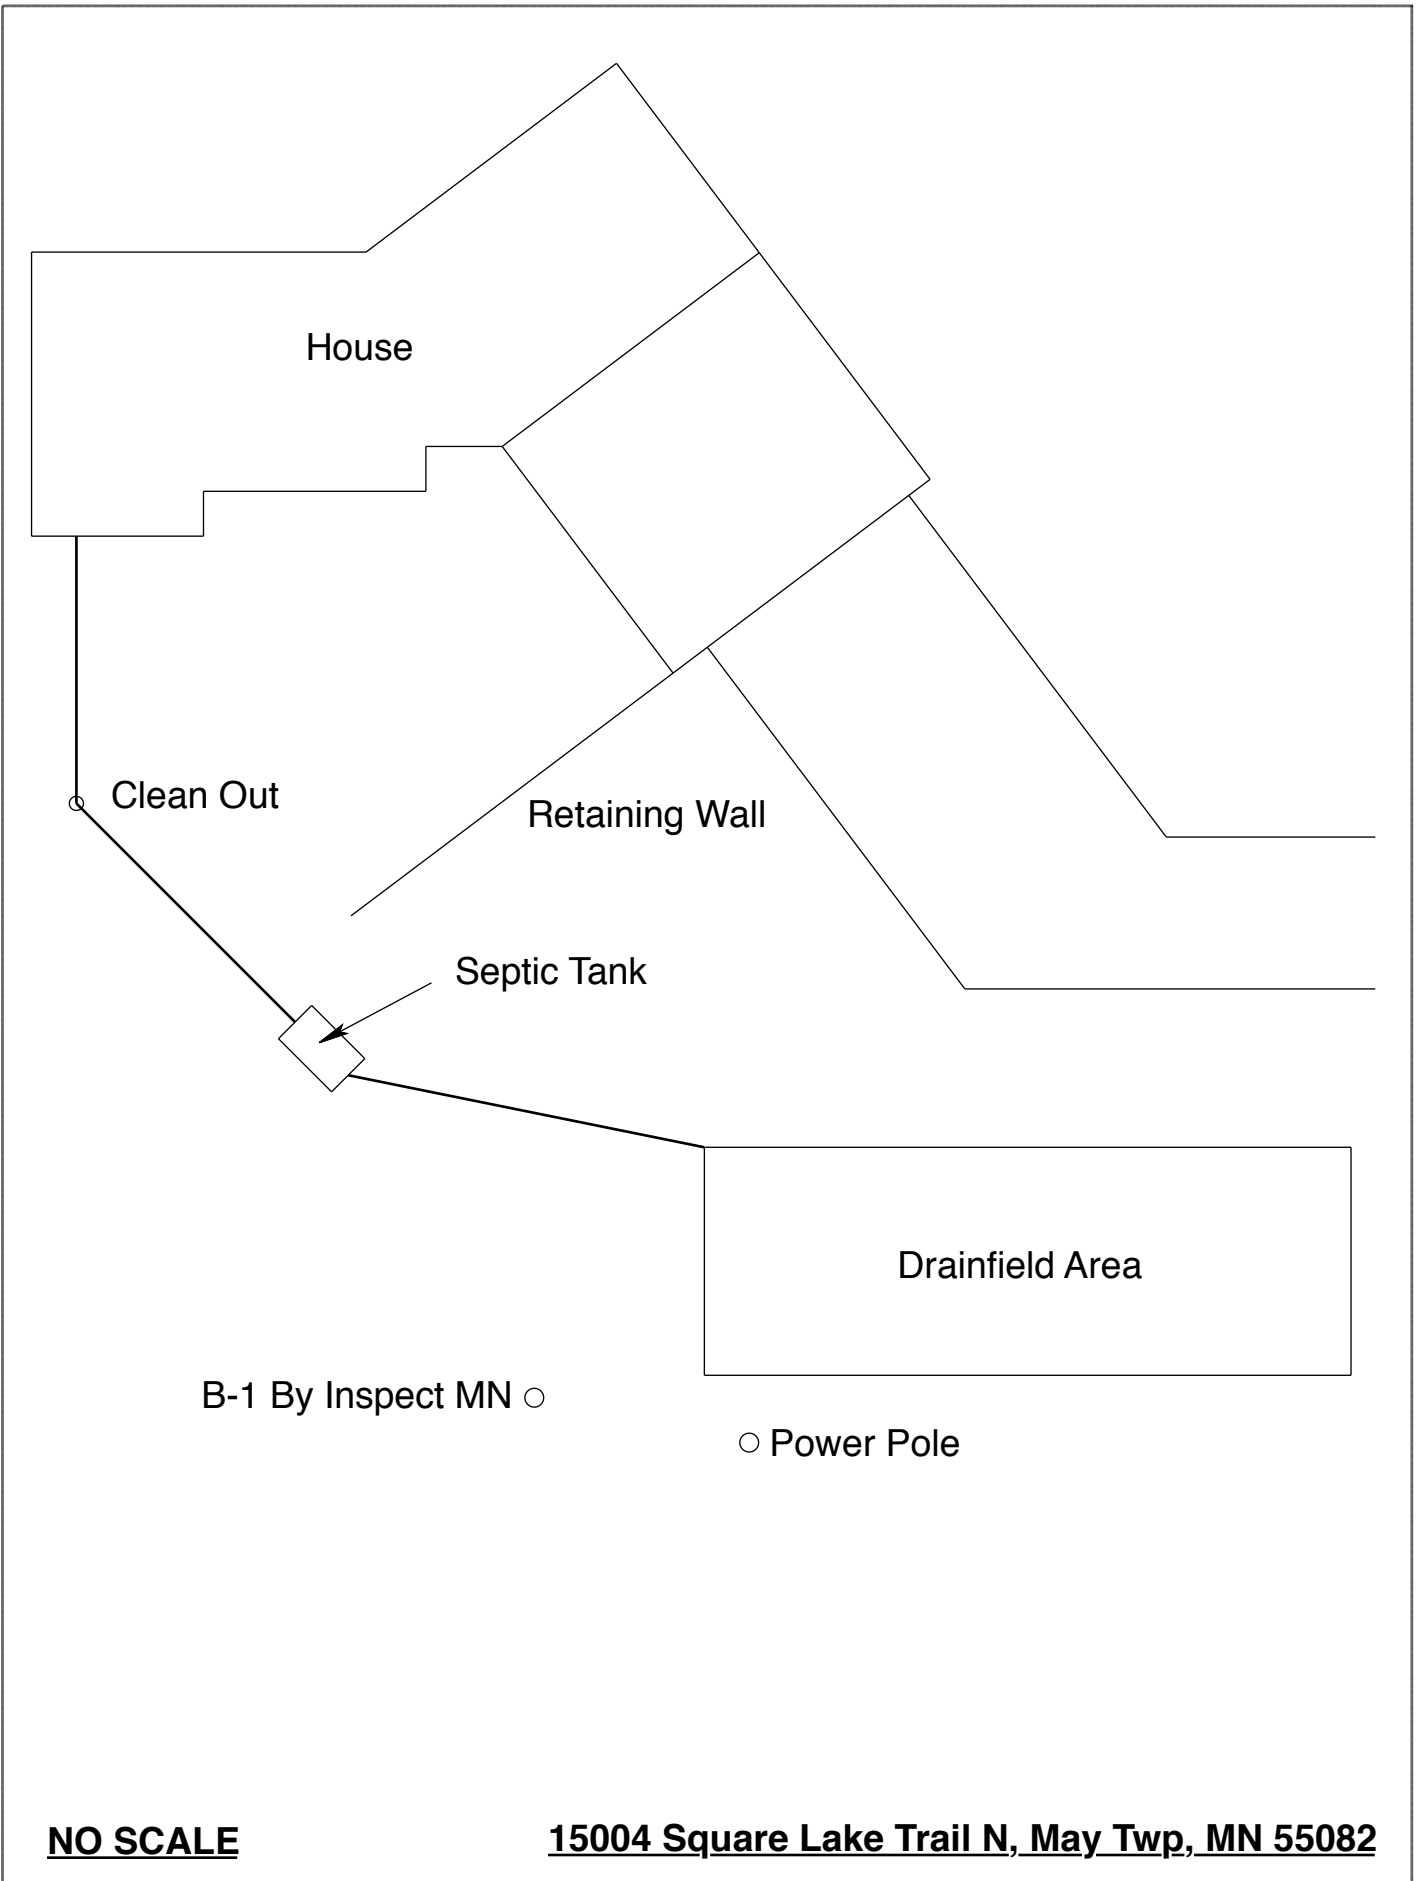 House
Clean Out
Retaining Wall
Septic Tank
Drainfield Area
B-1 By Inspect MN
Power Pole
NO SCALE
15004 Square Lake Trail N, May Twp, MN 55082